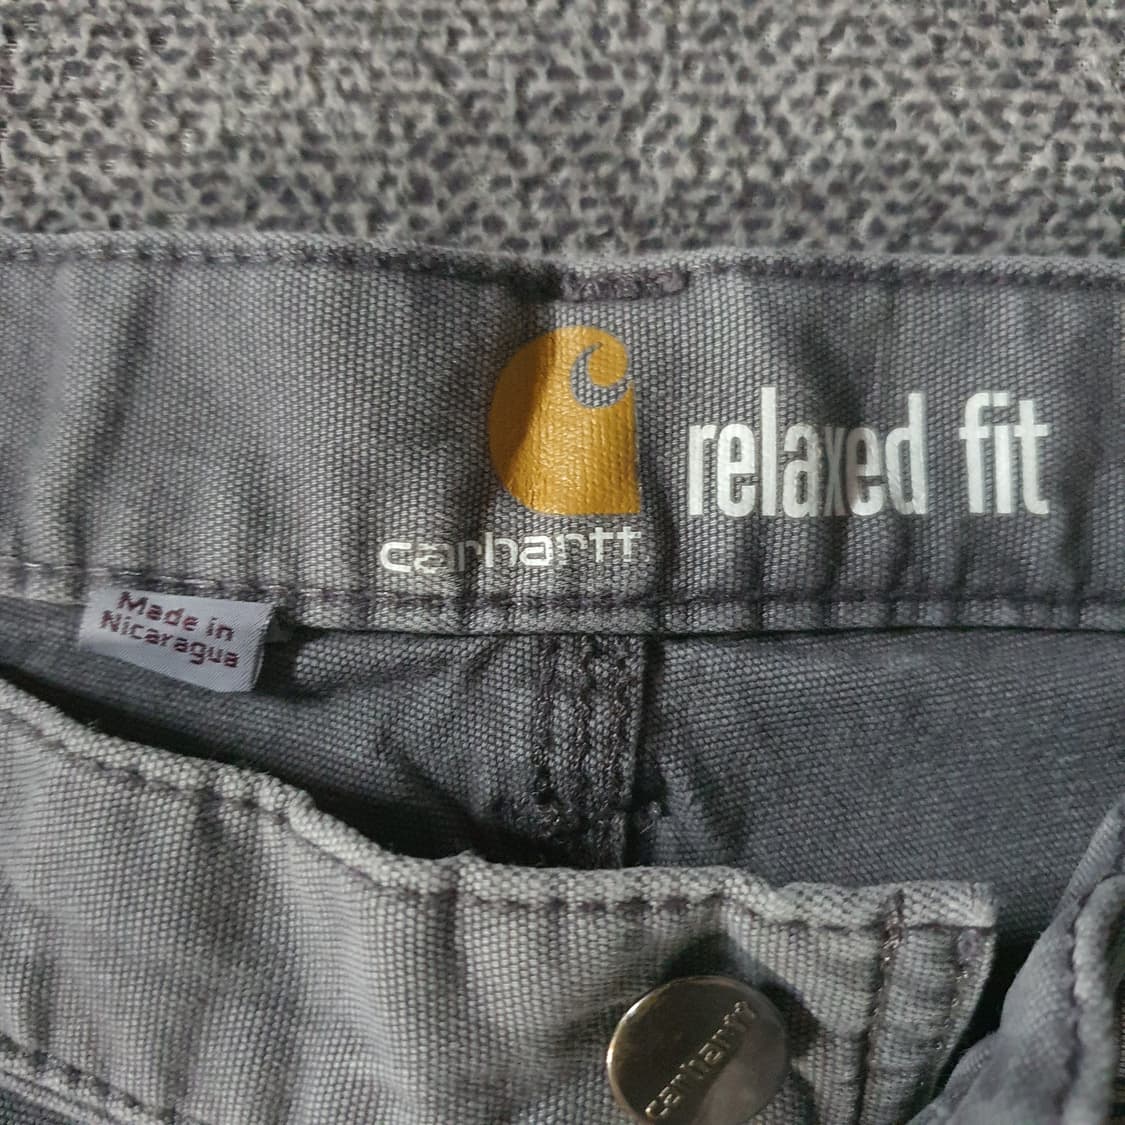 relaxed fit
carhartt
Made in
Nicaragua
carhartt